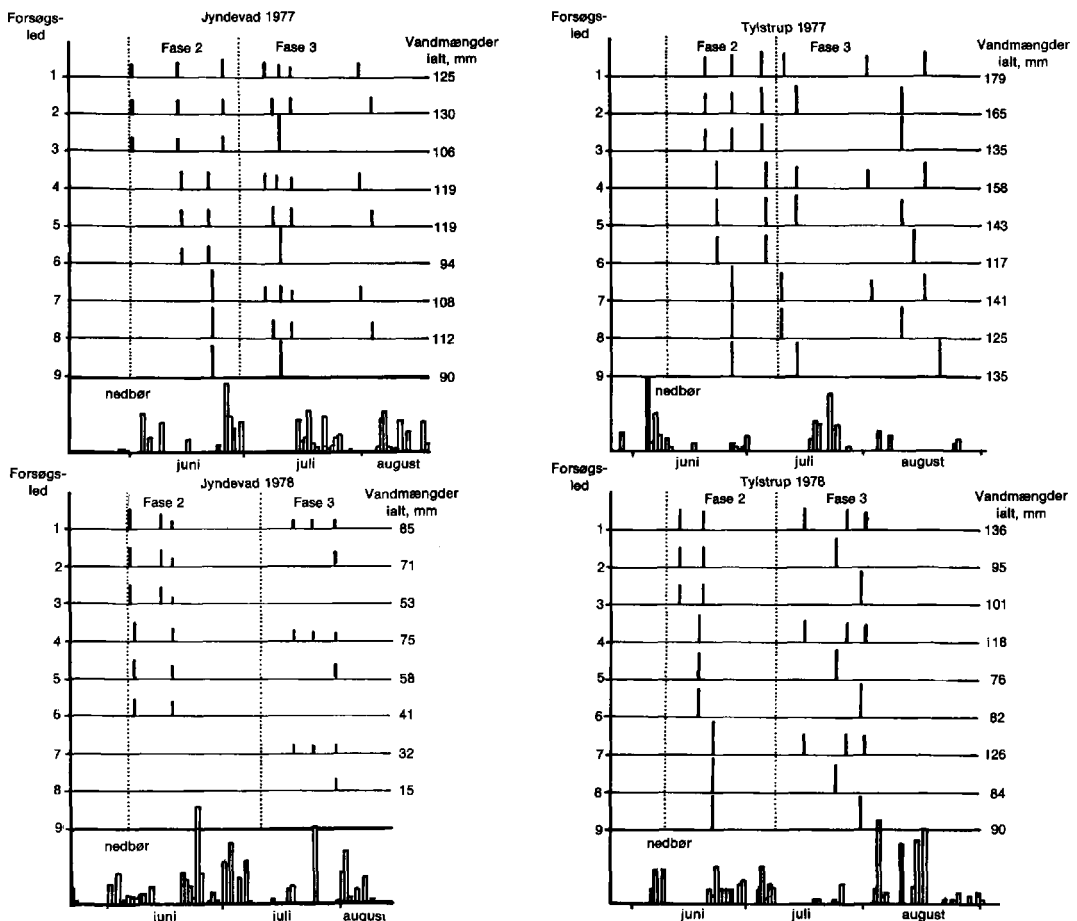 Forsøgs-
led
Jyndevad 1977
Fase 2
Fase 3
Vandmængder
ialt, mm
1 125
2 130
3 106
4 119
5 119
6 94
7 108
8 112
9 90
nedbør
juni juli august
Forsøgs-
led
Tylstrup 1977
Fase 2
Fase 3
Vandmængder
ialt, mm
1 179
2 165
3 135
4 158
5 143
6 117
7 141
8 125
9 135
nedbør
juni juli august
Forsøgs-
led
Jyndevad 1978
Fase 2
Fase 3
Vandmængder
ialt, mm
1 85
2 71
3 53
4 75
5 58
6 41
7 32
8 15
9
nedbør
juni juli august
Forsøgs-
led
Tylstrup 1978
Fase 2
Fase 3
Vandmængder
ialt, mm
1 136
2 95
3 101
4 118
5 76
6 82
7 126
8 84
9 90
nedbør
juni juli august